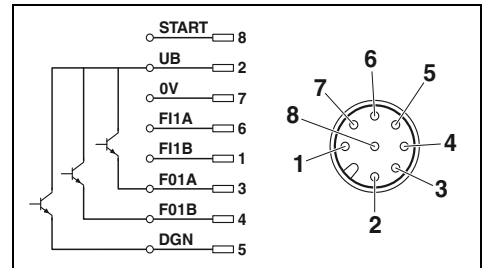 START 8
UB 2
0V 7
FI1A 6
FI1B 1
F01A 3
F01B 4
DGN 5
6
7 5
8
1 4
3
2